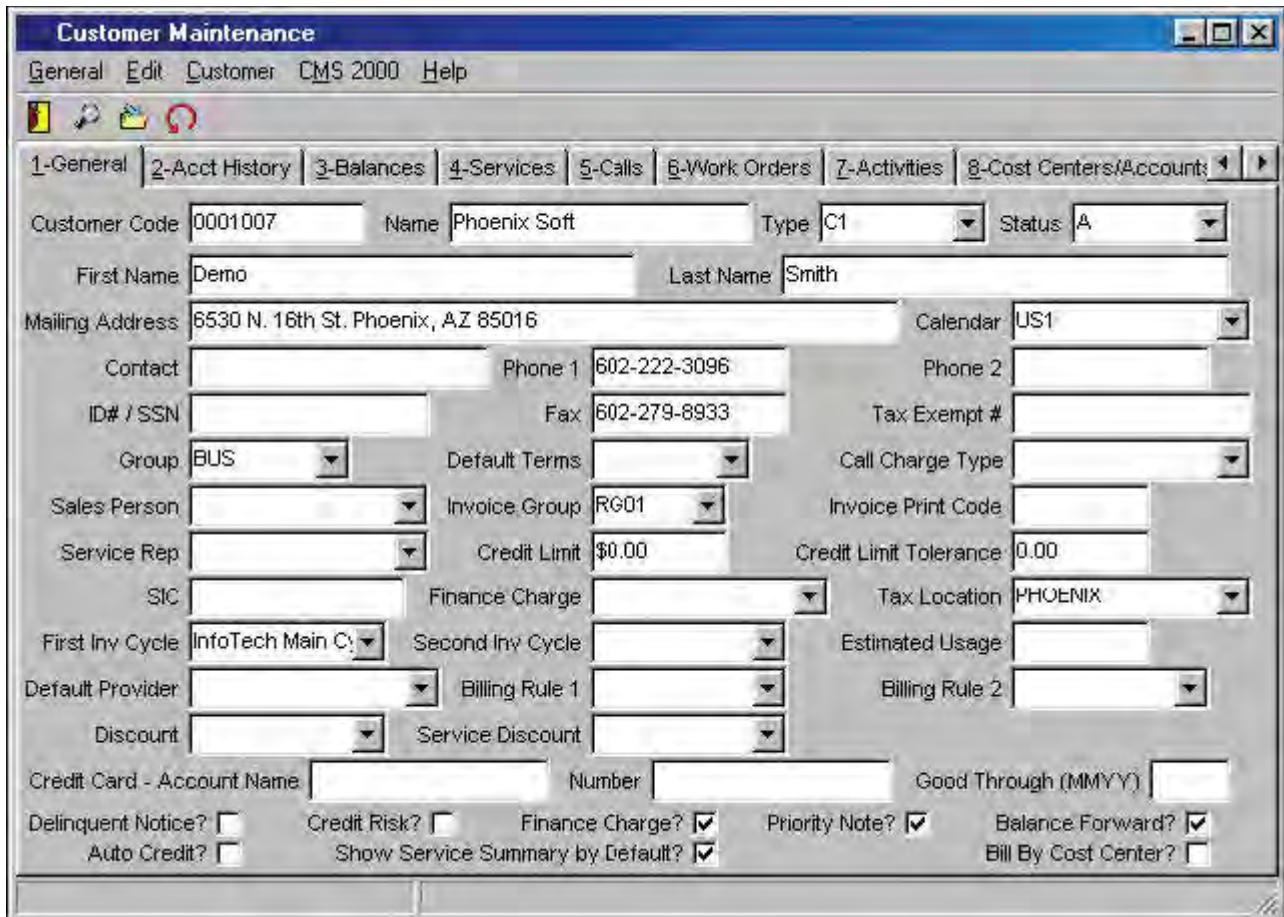 Customer Maintenance
General Edit Customer CMS 2000 Help
1-General 2-Acct History 3-Balances 4-Services 5-Calls 6-Work Orders 7-Activities 8-Cost Centers/Accounts
Customer Code 0001007 Name Phoenix Soft Type C1 Status A
First Name Demo Last Name Smith
Mailing Address 6530 N. 16th St. Phoenix, AZ 85016 Calendar US1
Contact Phone 1 602-222-3096 Phone 2
ID# / SSN Fax 602-279-8933 Tax Exempt #
Group BUS Default Terms Call Charge Type
Sales Person Invoice Group RG01 Invoice Print Code
Service Rep Credit Limit $0.00 Credit Limit Tolerance 0.00
SIC Finance Charge Tax Location PHOENIX
First Inv Cycle InfoTech Main Cy Second Inv Cycle Estimated Usage
Default Provider Billing Rule 1 Billing Rule 2
Discount Service Discount
Credit Card - Account Name Number Good Through (MMYY)
Delinquent Notice? Credit Risk? Finance Charge? Priority Note? Balance Forward?
Auto Credit? Show Service Summary by Default? Bill By Cost Center?